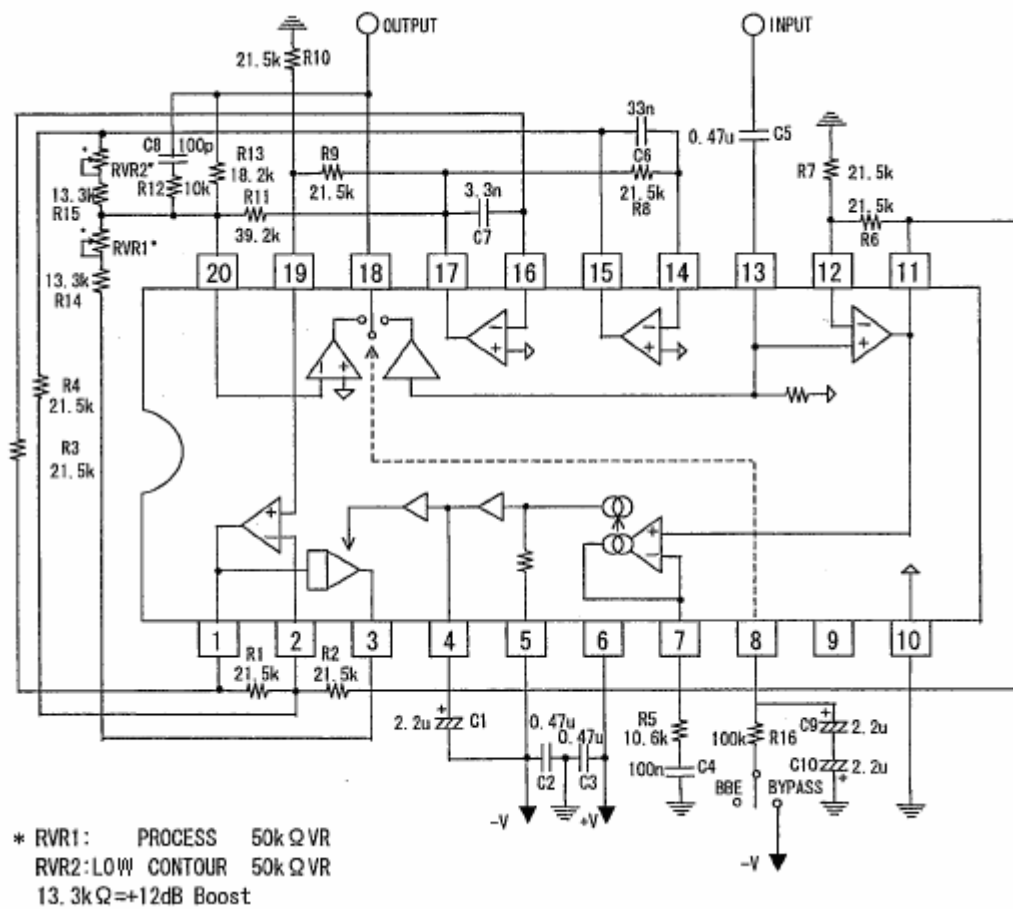 OUTPUT
INPUT
21.5k
R10
33n
0.47u
C5
C8
100p
*
RVR2*
R13
18.2k
R9
21.5k
C6
21.5k
R8
R7
21.5k
R12
10k
13.3k
R15
R11
39.2k
3.3n
C7
21.5k
R6
*
RVR1*
13.3k
R14
20
19
18
17
16
15
14
13
12
11
R4
21.5k
R3
21.5k
1
2
3
4
5
6
7
8
9
10
R1
21.5k
R2
21.5k
2.2u
C1
0.47u
0.47u
C2
C3
R5
10.6k
100n
C4
100k
R16
C9
2.2u
C10
2.2u
BBE
BYPASS
-V
+V
-V
* RVR1: PROCESS 50kΩVR
RVR2:LOW CONTOUR 50kΩVR
13.3kΩ=+12dB Boost